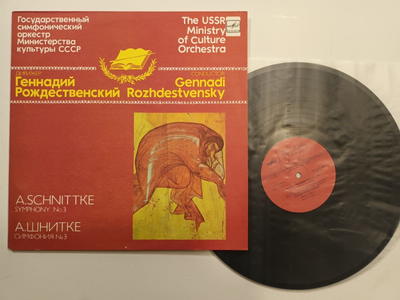 Государственный
симфонический
оркестр
Министерства
культуры СССР
The USSR
Ministry
of Culture
Orchestra
ДИРИЖЕР
Геннадий
Рождественский
CONDUCTOR
Gennadi
Rozhdestvensky
A.SCHNITTKE
SYMPHONY No3
А.ШНИТКЕ
СИМФОНИЯ №3